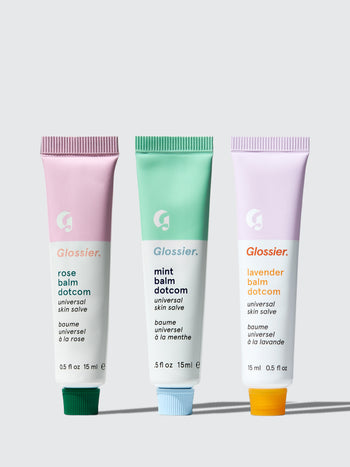 G
Glossier.
rose
balm
dotcom
universal
skin salve
baume
universel
à la rose
0.5 fl oz 15 ml ℮
G
Glossier.
mint
balm
dotcom
universal
skin salve
baume
universel
à la menthe
.5 fl oz 15ml ℮
G
Glossier.
lavender
balm
dotcom
universal
skin salve
baume
universel
à la lavande
15 ml 0.5 fl oz